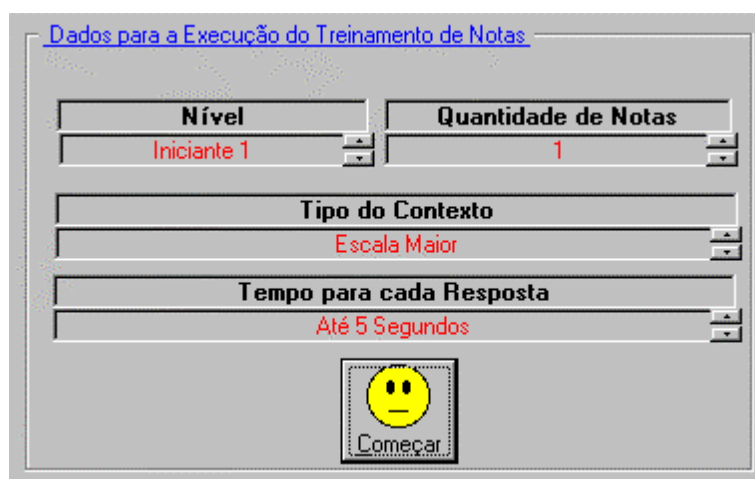 Dados para a Execução do Treinamento de Notas
Nível
Quantidade de Notas
Iniciante 1
1
Tipo do Contexto
Escala Maior
Tempo para cada Resposta
Até 5 Segundos
Começar